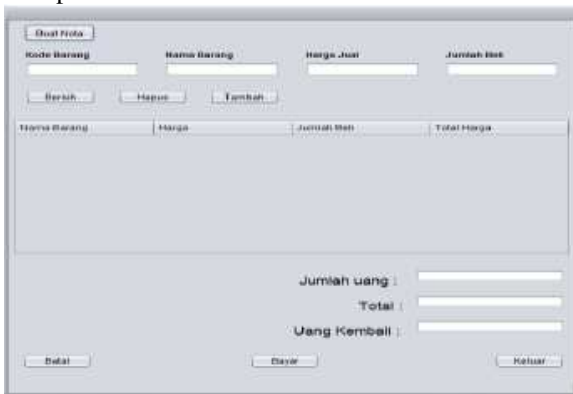 Buat Nota
Kode Barang Nama Barang Harga Jual Jumlah Beli
Bersih Hapus Tambah
Nama Barang Harga Jumlah Beli Total Harga
Jumlah uang :
Total :
Uang Kembali :
Batal Bayar Keluar